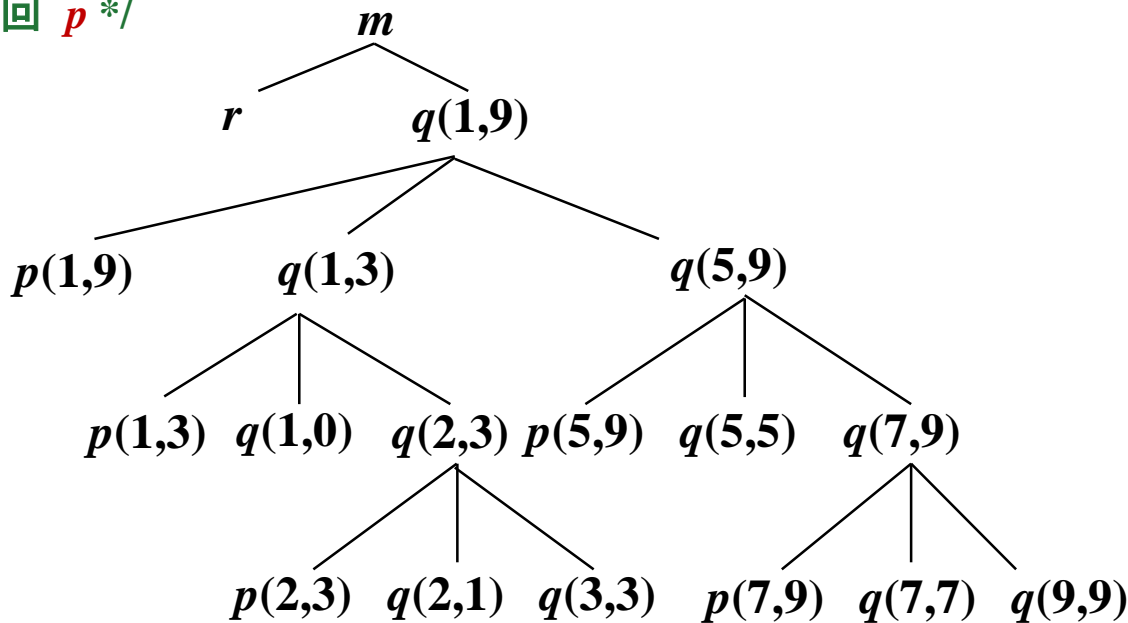 回 p */
m
r q(1,9)
p(1,9) q(1,3) q(5,9)
p(1,3) q(1,0) q(2,3) p(5,9) q(5,5) q(7,9)
p(2,3) q(2,1) q(3,3) p(7,9) q(7,7) q(9,9)